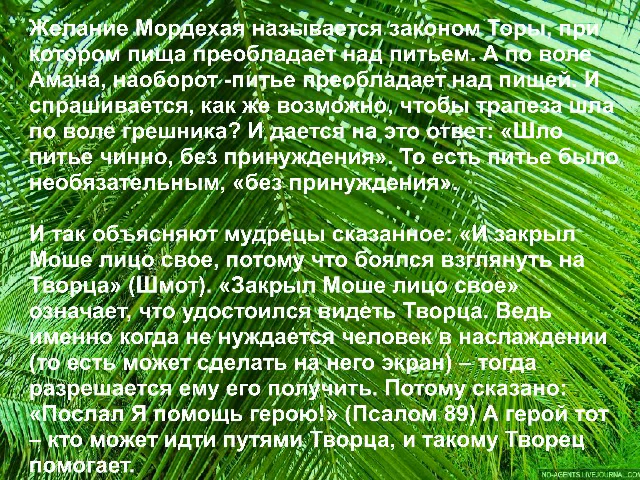 Желание Мордехая называется законом Торы, при
котором пища преобладает над питьем. А по воле
Амана, наоборот -питье преобладает над пищей. И
спрашивается, как же возможно, чтобы трапеза шла
по воле грешника? И дается на это ответ: «Шло
питье чинно, без принуждения». То есть питье было
необязательным, «без принуждения».
И так объясняют мудрецы сказанное: «И закрыл
Моше лицо свое, потому что боялся взглянуть на
Творца» (Шмот). «Закрыл Моше лицо свое»
означает, что удостоился видеть Творца. Ведь
именно когда не нуждается человек в наслаждении
(то есть может сделать на него экран) – тогда
разрешается ему его получить. Потому сказано:
«Послал Я помощь герою!» (Псалом 89) А герой тот
– кто может идти путями Творца, и такому Творец
помогает.
NO-AGENTS.LIVEJOURNAL.COM